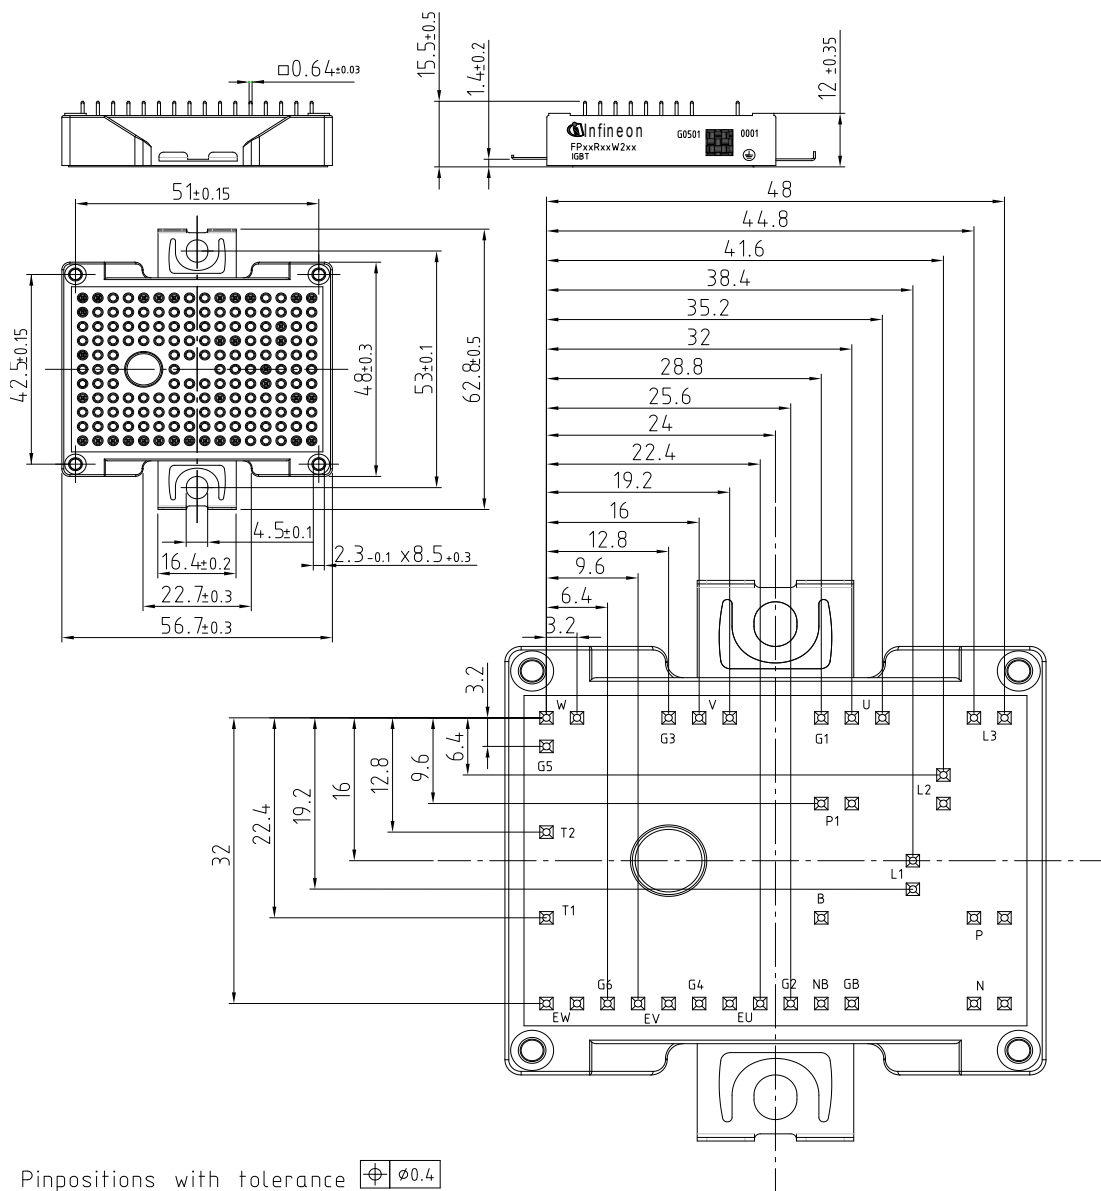 15.5±0.5
1.4±0.2
12 ±0.35
□0.64±0.03
Infineon
G0501
0001
FPxxRxxW2xx
IGBT
51±0.15
48
44.8
41.6
38.4
35.2
32
28.8
25.6
24
22.4
19.2
16
12.8
9.6
6.4
3.2
42.5±0.15
48±0.3
53±0.1
62.8±0.5
4.5±0.1
16.4±0.2
2.3-0.1 x8.5+0.3
22.7±0.3
56.7±0.3
3.2
6.4
9.6
12.8
16
19.2
22.4
32
W
V
U
G3
G1
L3
G5
L2
P1
T2
L1
T1
B
P
G6
G4
G2
NB
GB
N
EW
EV
EU
Pinpositions with tolerance ⌖ ⌀0.4